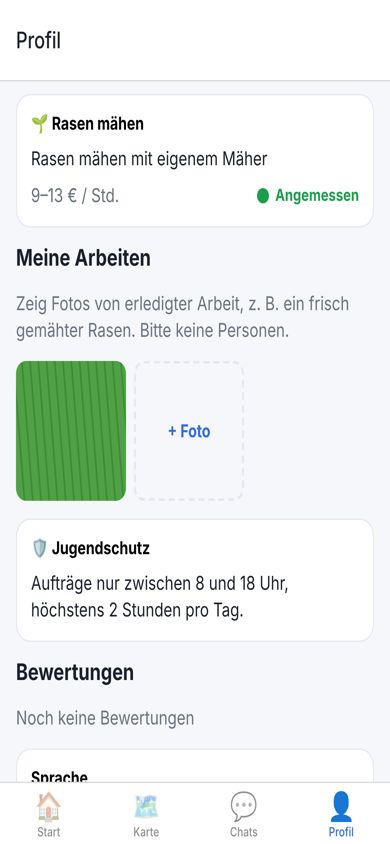 Profil
Rasen mähen
Rasen mähen mit eigenem Mäher
9–13 € / Std.
Angemessen
Meine Arbeiten
Zeig Fotos von erledigter Arbeit, z. B. ein frisch
gemähter Rasen. Bitte keine Personen.
+ Foto
Jugendschutz
Aufträge nur zwischen 8 und 18 Uhr,
höchstens 2 Stunden pro Tag.
Bewertungen
Noch keine Bewertungen
Sprache
Start
Karte
Chats
Profil